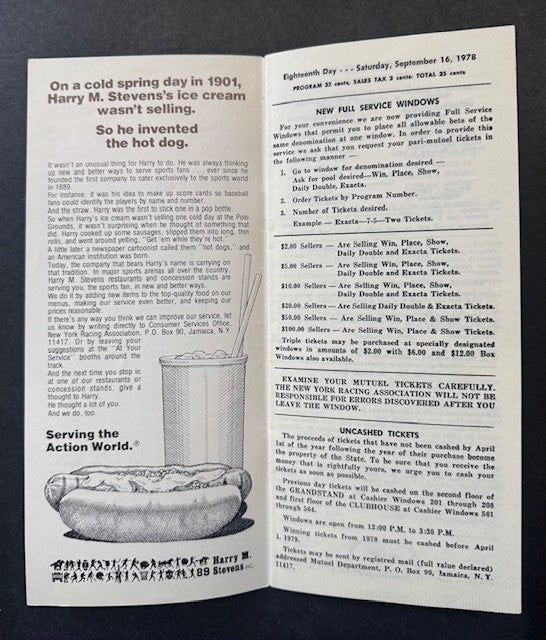 On a cold spring day in 1901,
Harry M. Stevens's ice cream
wasn't selling.
So he invented
the hot dog.
It wasn't an unusual thing for Harry to do. He was always thinking
up new and better ways to serve sports fans . . . ever since he
founded the first company to cater exclusively to the sports world
in 1889.
For instance, it was his idea to make up score cards so baseball
fans could identify the players by name and number.
And the straw. Harry was the first to stick one in a pop bottle.
So when Harry's ice cream wasn't selling one cold day at the Polo
Grounds, it wasn't surprising when he thought of something that
did. Harry cooked up some sausages, slipped them into long, thin
rolls, and went around yelling, "Get 'em while they're hot."
A little later a newspaper cartoonist called them "hot dogs," and
an American institution was born.
Today, the company that bears Harry's name is carrying on
that tradition. In major sports arenas all over the country,
Harry M. Stevens restaurants and concession stands are
serving you, the sports fan, in new and better ways.
We do it by adding new items to the top-quality food on our
menus, making our service even better, and keeping our
prices reasonable.
If there's any way you think we can improve our service, let
us know by writing directly to Consumer Services Office,
New York Racing Association, P.O. Box 90, Jamaica, N.Y.
11417. Or by leaving your
suggestions at the "At Your
Service" booths around the
track.
And the next time you stop in
at one of our restaurants or
concession stands, give a
thought to Harry.
He thought a lot of you.
And we do, too.
Serving the
Action World.®
Harry M.
89 Stevens INC.
Eighteenth Day - - - Saturday, September 16, 1978
PROGRAM 32 cents, SALES TAX 3 cents: TOTAL 35 cents
NEW FULL SERVICE WINDOWS
For your convenience we are now providing Full Service
Windows that permit you to place all allowable bets of the
same denomination at one window. In order to provide this
service we ask that you request your pari-mutuel tickets in
the following manner —
1. Go to window for denomination desired —
Ask for pool desired—Win, Place, Show,
Daily Double, Exacta.
2. Order Tickets by Program Number.
3. Number of Tickets desired.
Example — Exacta—7-5—Two Tickets.
$2.00 Sellers — Are Selling Win, Place, Show,
Daily Double and Exacta Tickets.
$5.00 Sellers — Are Selling Win, Place, Show,
Daily Double and Exacta Tickets.
$10.00 Sellers — Are Selling Win, Place, Show,
Daily Double and Exacta Tickets.
$20.00 Sellers — Are Selling Daily Double & Exacta Tickets.
$50.00 Sellers — Are Selling Win, Place & Show Tickets.
$100.00 Sellers — Are Selling Win, Place & Show Tickets.
Triple tickets may be purchased at specially designated
windows in amounts of $2.00 with $6.00 and $12.00 Box
Windows also available.
EXAMINE YOUR MUTUEL TICKETS CAREFULLY.
THE NEW YORK RACING ASSOCIATION WILL NOT BE
RESPONSIBLE FOR ERRORS DISCOVERED AFTER YOU
LEAVE THE WINDOW.
UNCASHED TICKETS
The proceeds of tickets that have not been cashed by April
1st of the year following the year of their purchase become
the property of the State. To be sure that you receive the
money that is rightfully yours, we urge you to cash your
tickets as soon as possible.
Previous day tickets will be cashed on the second floor of
the GRANDSTAND at Cashier Windows 201 through 208
and first floor of the CLUBHOUSE at Cashier Windows 561
through 564.
Windows are open from 12:00 P.M. to 3:30 P.M.
Winning tickets from 1978 must be cashed before April
1, 1979.
Tickets may be sent by registered mail (full value declared)
addressed Mutuel Department, P. O. Box 90, Jamaica, N. Y.
11417.